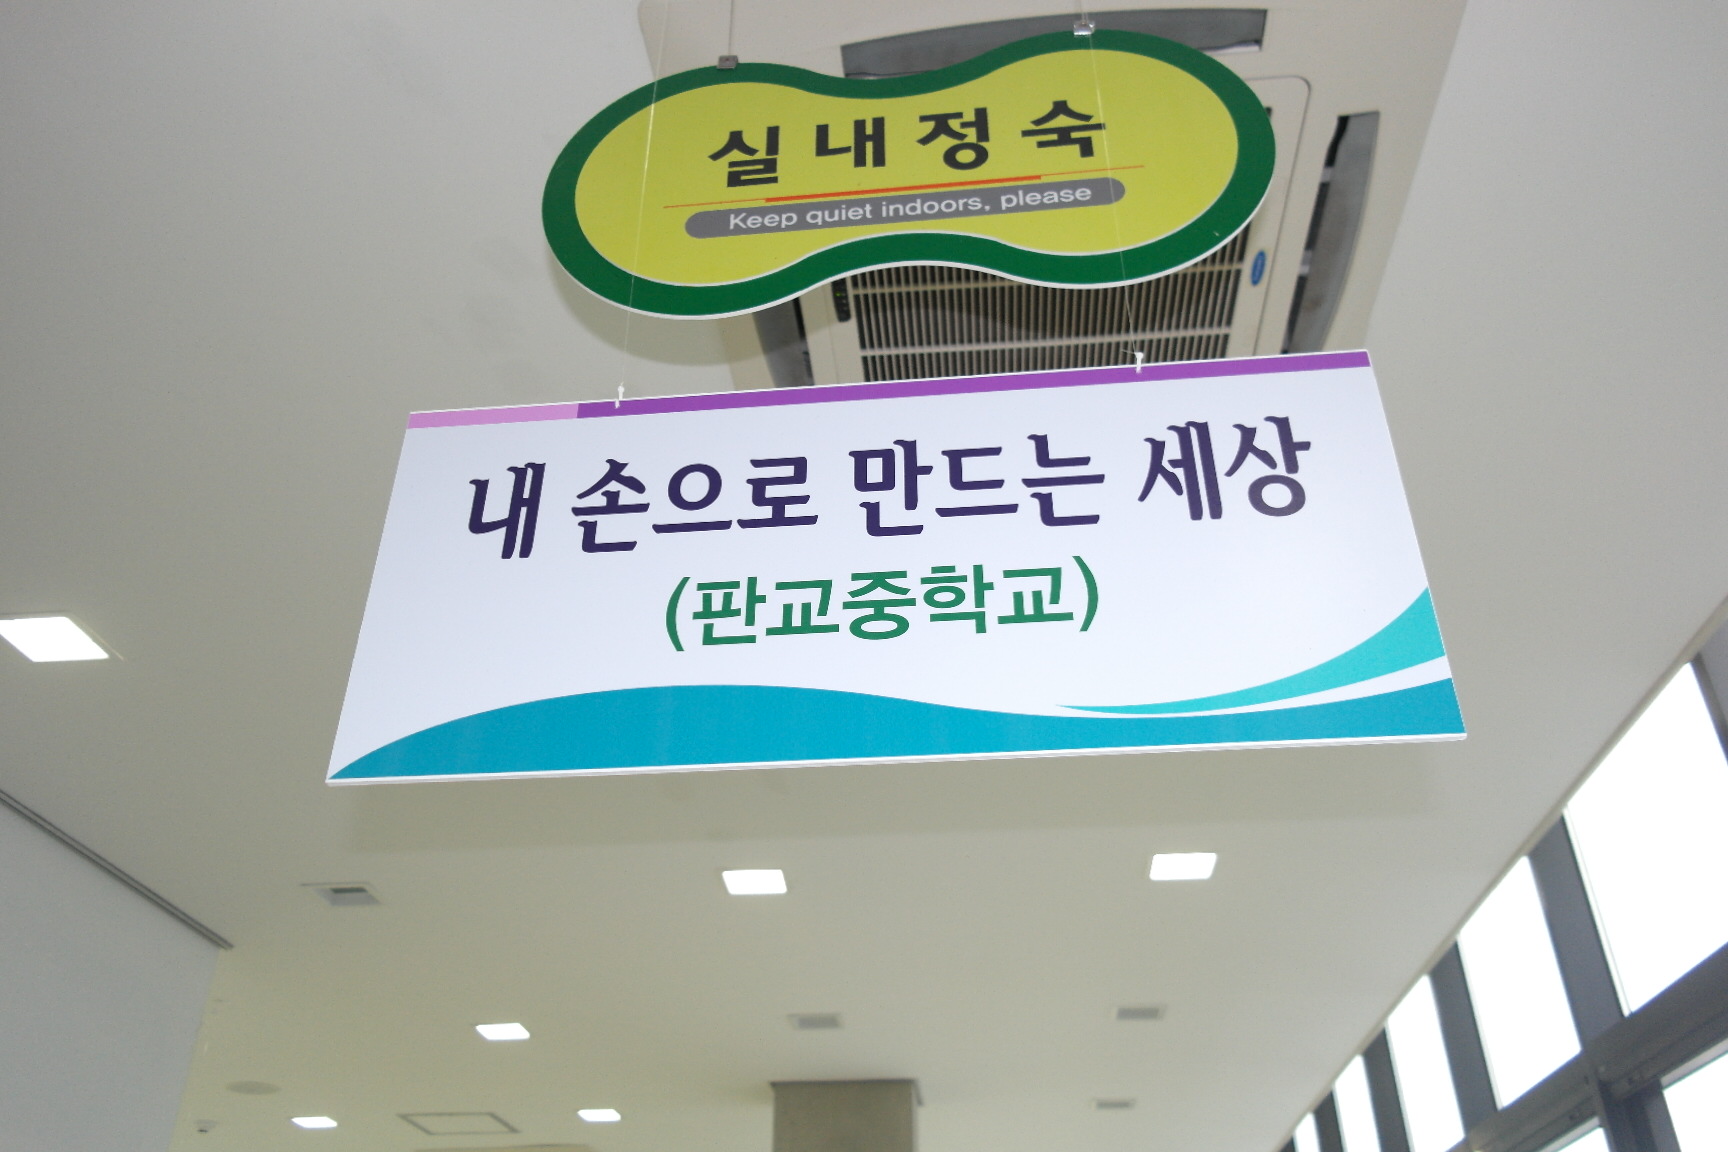 실내정숙
Keep quiet indoors, please
내 손으로 만드는 세상
(판교중학교)